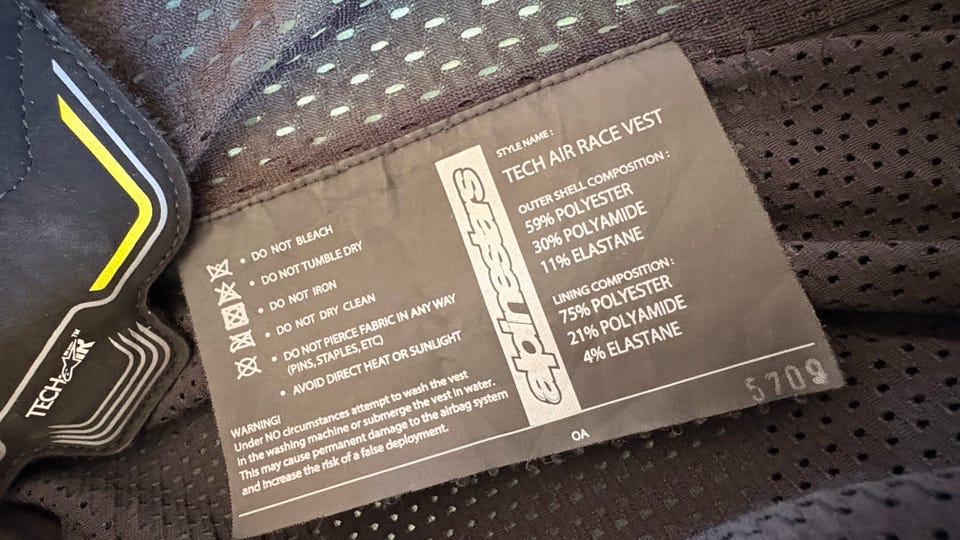 TECH AIR™
• DO NOT BLEACH
• DO NOT TUMBLE DRY
• DO NOT IRON
• DO NOT DRY CLEAN
• DO NOT PIERCE FABRIC IN ANY WAY
(PINS, STAPLES, ETC)
• AVOID DIRECT HEAT OR SUNLIGHT
WARNING!
Under NO circumstances attempt to wash the vest
in the washing machine or submerge the vest in water.
This may cause permanent damage to the airbag system
and increase the risk of a false deployment.
alpinestars
STYLE NAME :
TECH AIR RACE VEST
OUTER SHELL COMPOSITION :
59% POLYESTER
30% POLYAMIDE
11% ELASTANE
LINING COMPOSITION :
75% POLYESTER
21% POLYAMIDE
4% ELASTANE
QA